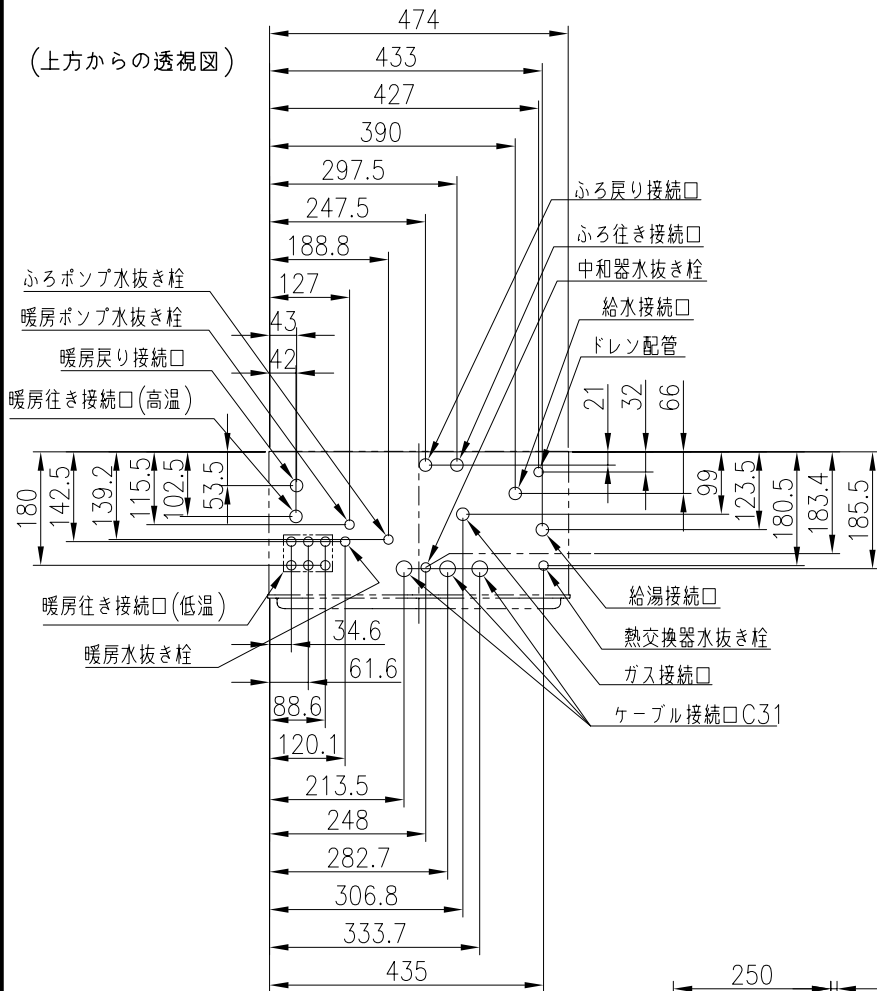 474
(上方からの透視図)
433
427
390
297.5
ふろ戻り接続口
247.5
ふろ往き接続口
188.8
中和器水抜き栓
ふろポンプ水抜き栓
127
給水接続口
暖房ポンプ水抜き栓
43
ドレン配管
暖房戻り接続口
42
暖房往き接続口(高温)
21
32
66
180
142.5
139.2
115.5
102.5
53.5
99
123.5
180.5
183.4
185.5
暖房往き接続口(低温)
給湯接続口
34.6
熱交換器水抜き栓
暖房水抜き栓
61.6
ガス接続口
88.6
ケーブル接続口C31
120.1
213.5
248
282.7
306.8
333.7
435
250